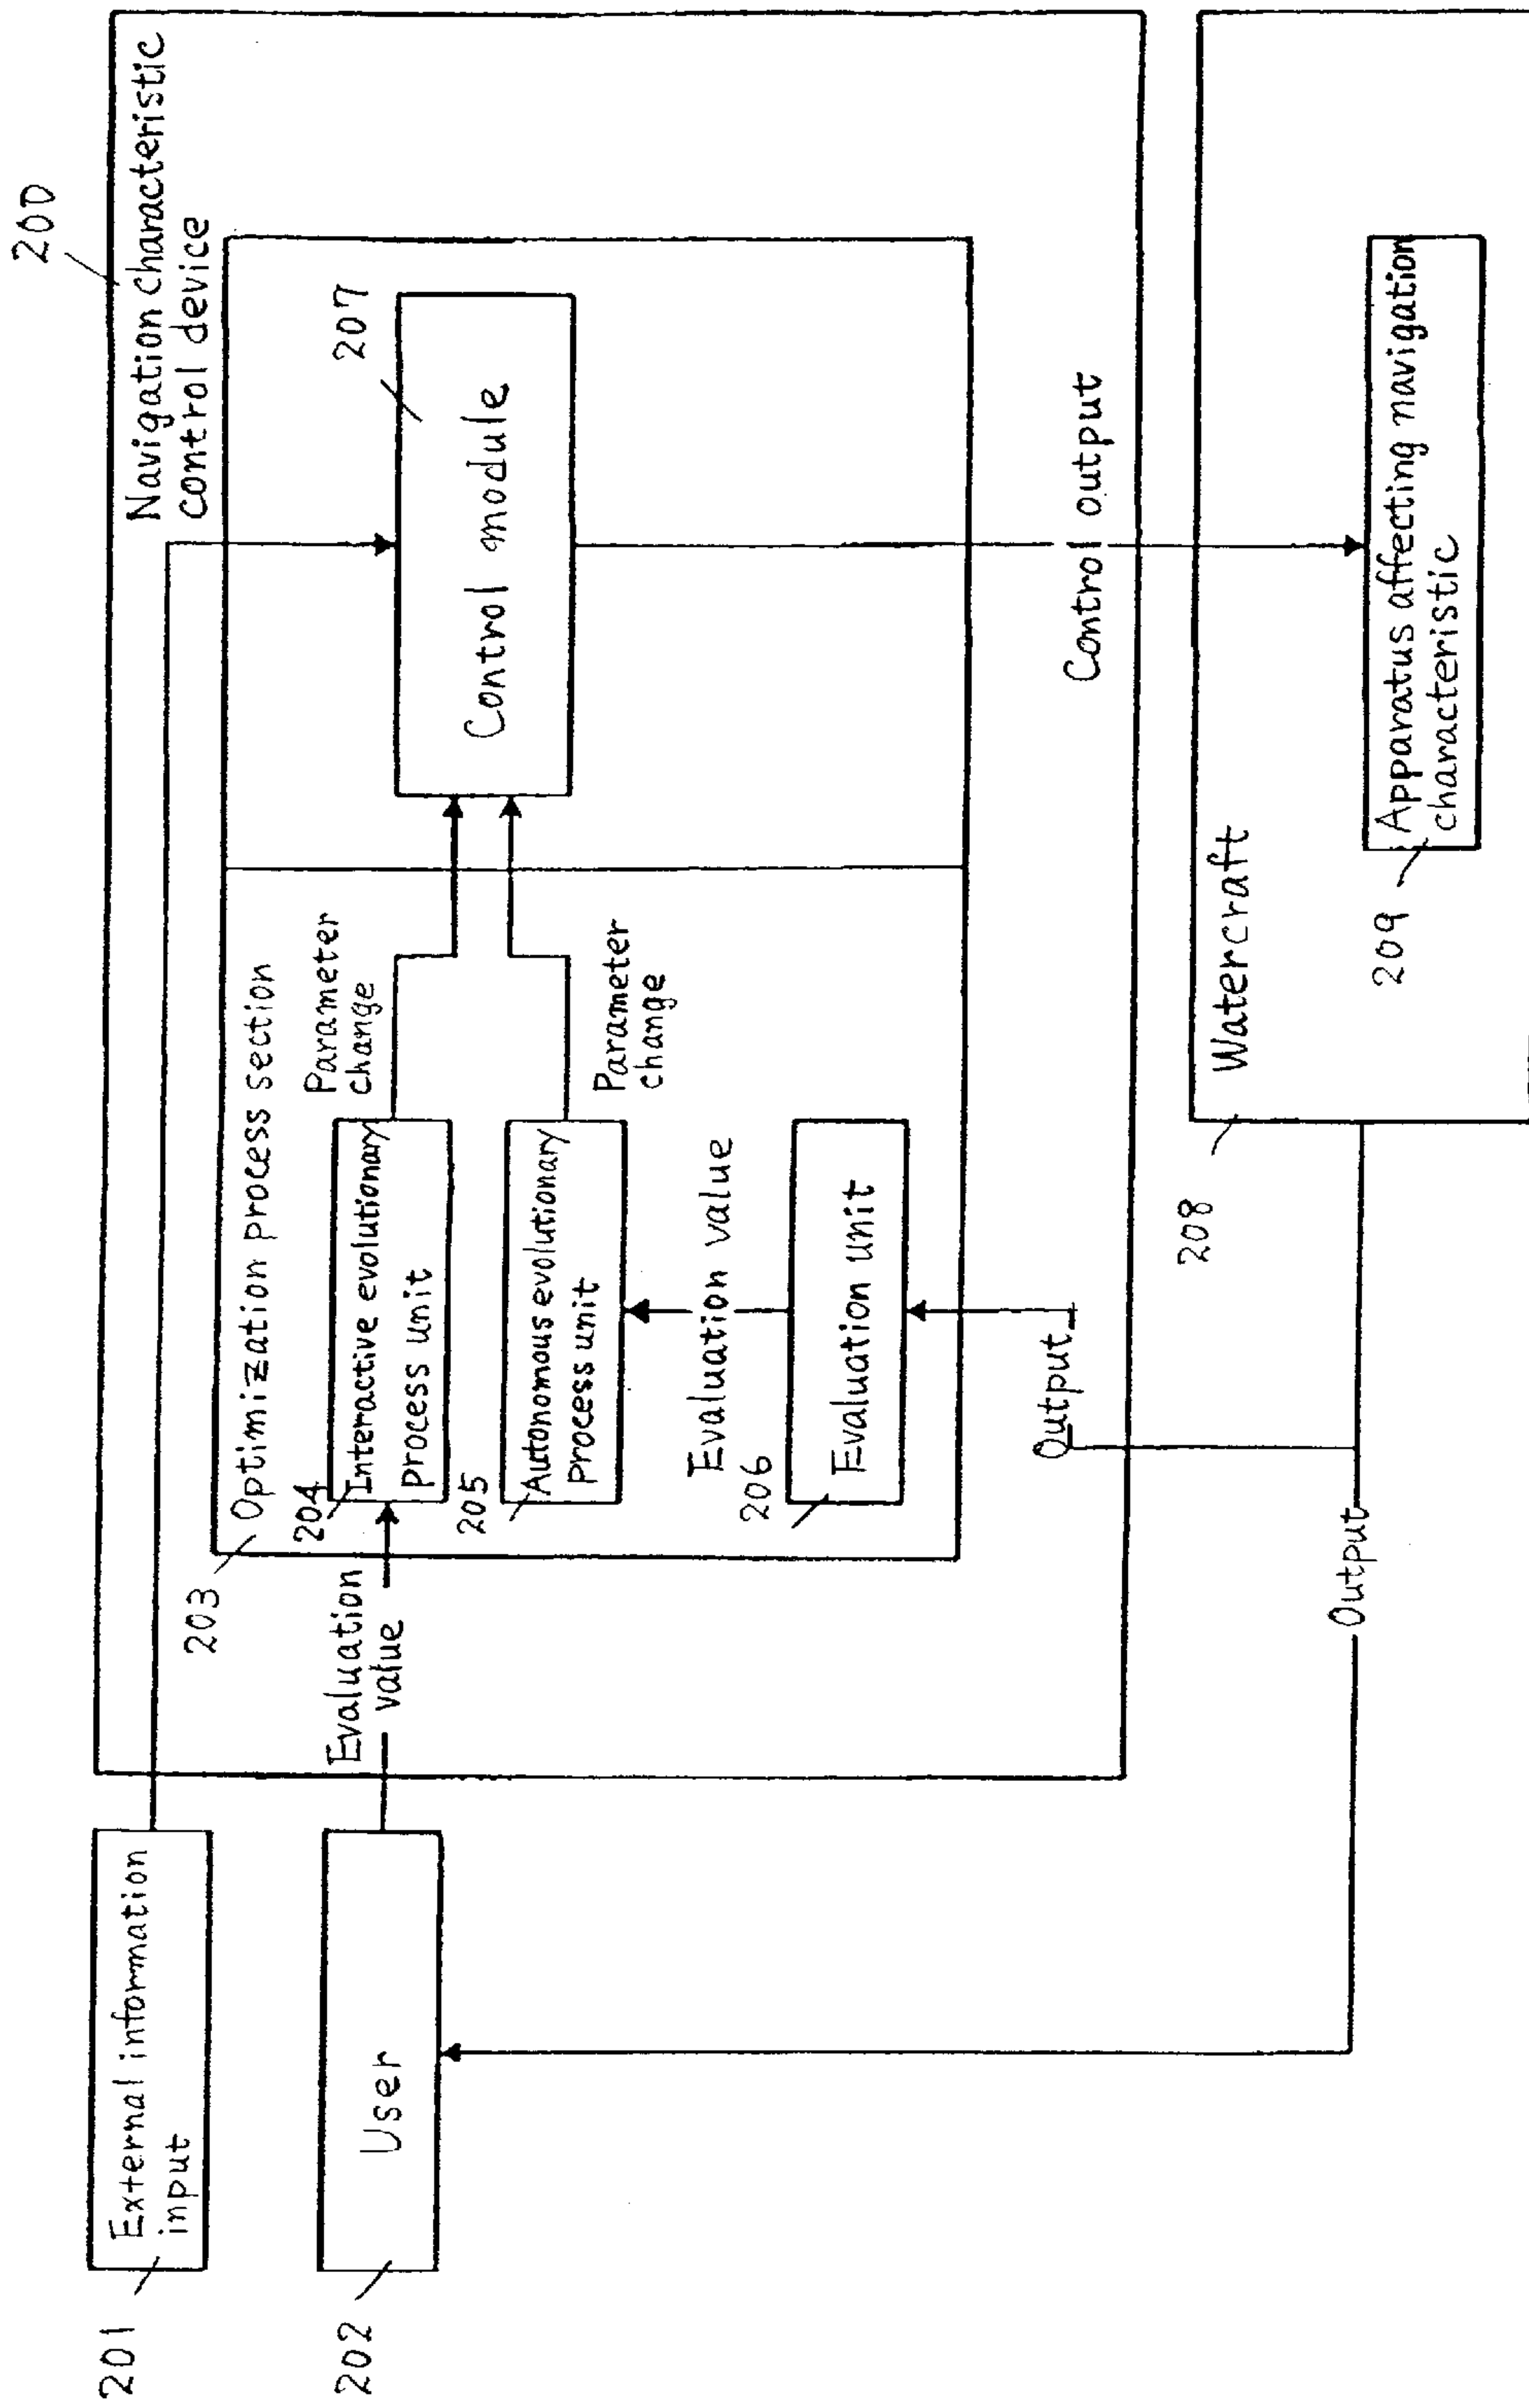 200
Navigation characteristic
control device
201
External information
input
202
User
Evaluation
value
203
Optimization process section
204
Interactive evolutionary
process unit
Parameter
change
205
Autonomous evolutionary
process unit
Parameter
change
Evaluation value
206
Evaluation unit
207
Control module
Output
Control output
Output
208
Watercraft
209
Apparatus affecting navigation
characteristic